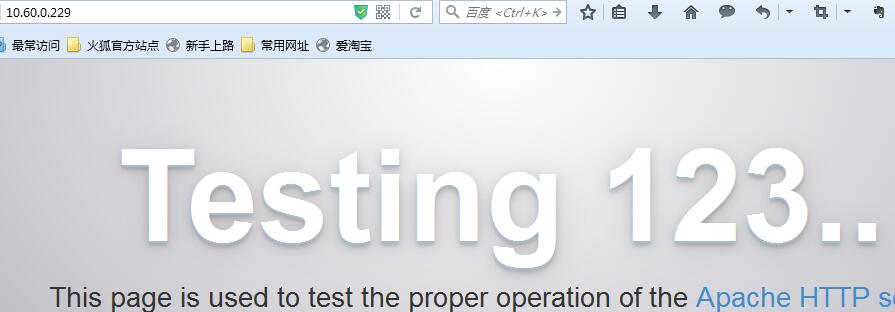 10.60.0.229 百度 <Ctrl+K>
最常访问 火狐官方站点 新手上路 常用网址 爱淘宝
Testing 123..
This page is used to test the proper operation of the Apache HTTP se